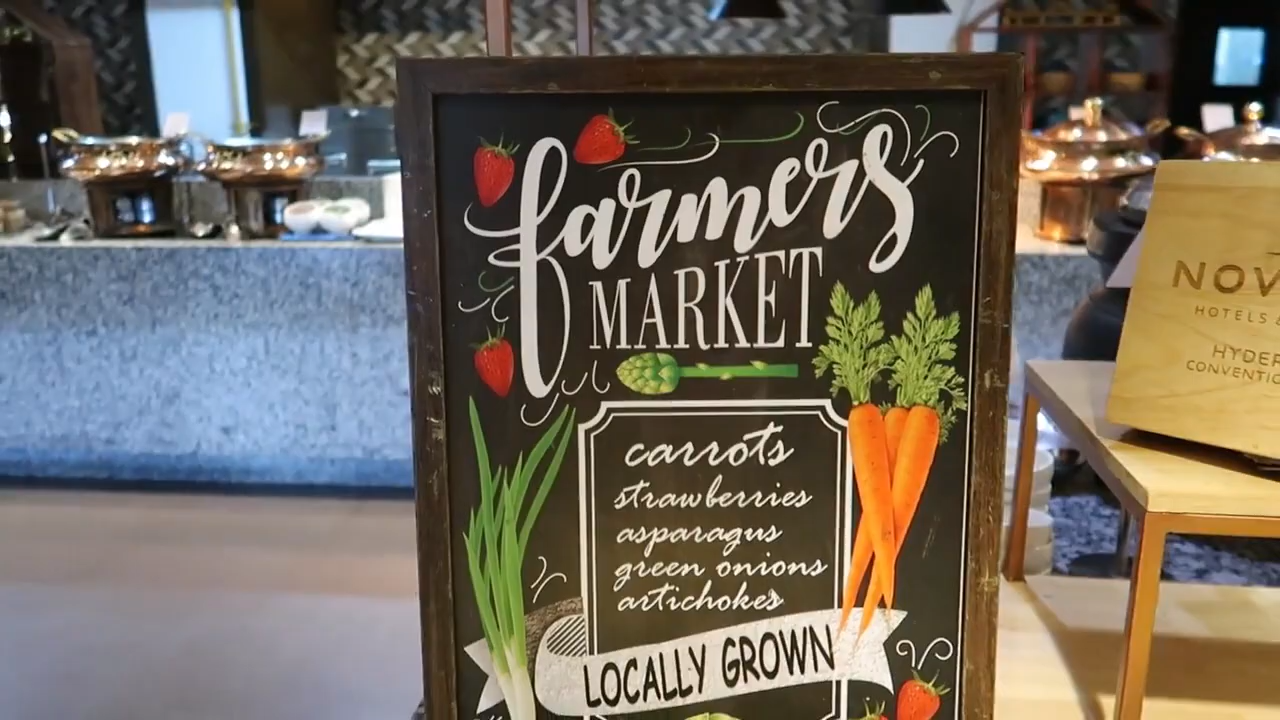 farmers
MARKET
carrots
strawberries
asparagus
green onions
artichokes
LOCALLY GROWN
NOV
HOTELS
HYDER
CONVENTIO